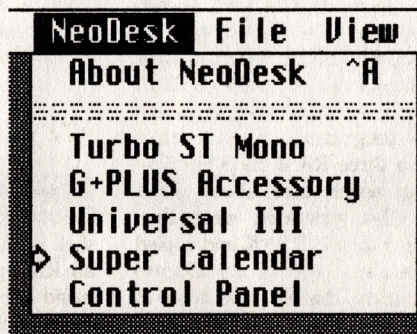 NeoDesk File View
About NeoDesk ^A
Turbo ST Mono
G+PLUS Accessory
Universal III
Super Calendar
Control Panel